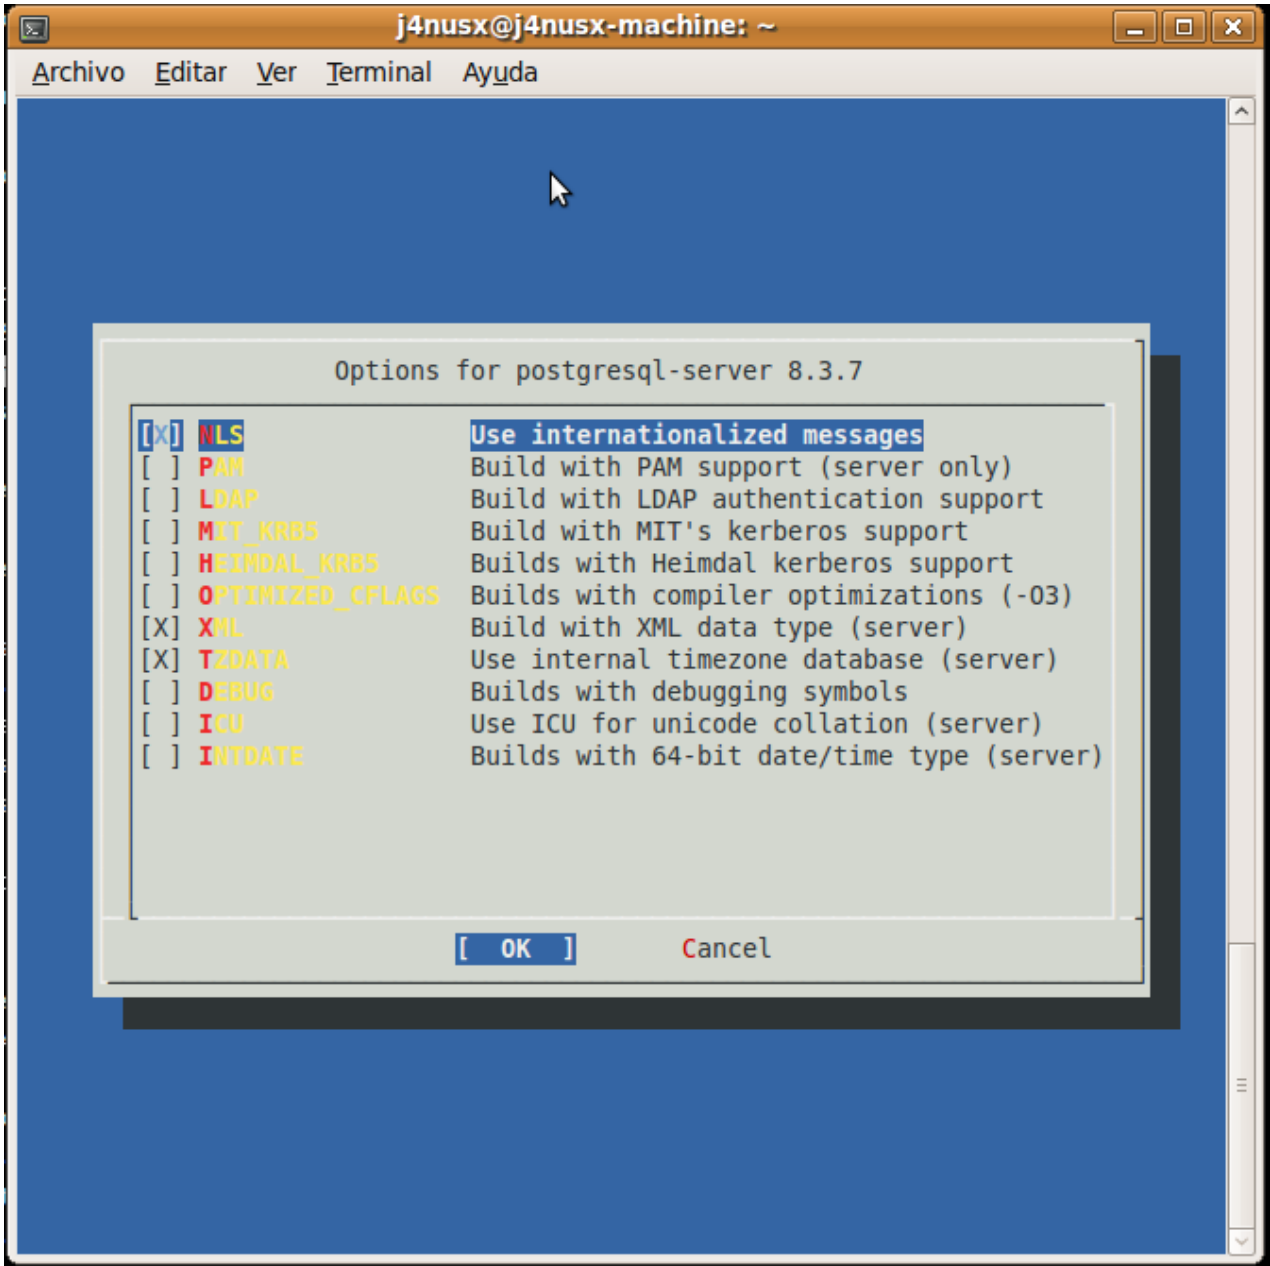 j4nusx@j4nusx-machine: ~
Archivo Editar Ver Terminal Ayuda
Options for postgresql-server 8.3.7
[X] NLS Use internationalized messages
[ ] PAM Build with PAM support (server only)
[ ] LDAP Build with LDAP authentication support
[ ] MIT_KRB5 Build with MIT's kerberos support
[ ] HEIMDAL_KRB5 Builds with Heimdal kerberos support
[ ] OPTIMIZED_CFLAGS Builds with compiler optimizations (-O3)
[X] XML Build with XML data type (server)
[X] TZDATA Use internal timezone database (server)
[ ] DEBUG Builds with debugging symbols
[ ] ICU Use ICU for unicode collation (server)
[ ] INTDATE Builds with 64-bit date/time type (server)
[ OK ] Cancel